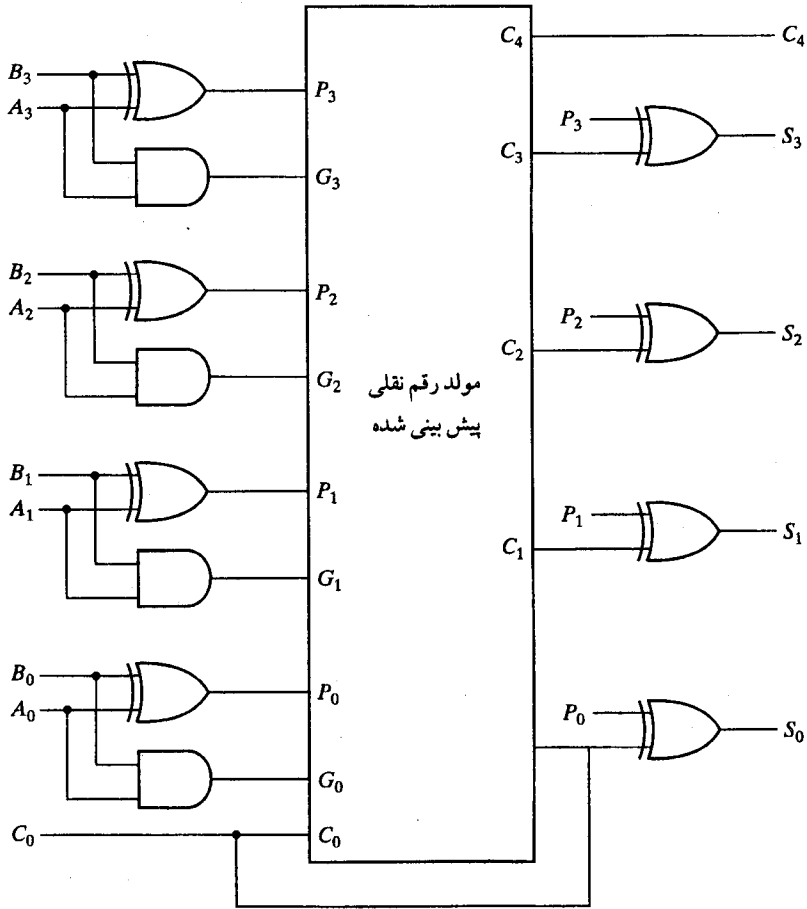 C₄
C₄
B₃
A₃
P₃
G₃
P₃
C₃
S₃
B₂
A₂
P₂
G₂
P₂
C₂
S₂
مولد رقم نقلی
پیش بینی شده
B₁
A₁
P₁
G₁
P₁
C₁
S₁
B₀
A₀
P₀
G₀
P₀
S₀
C₀
C₀